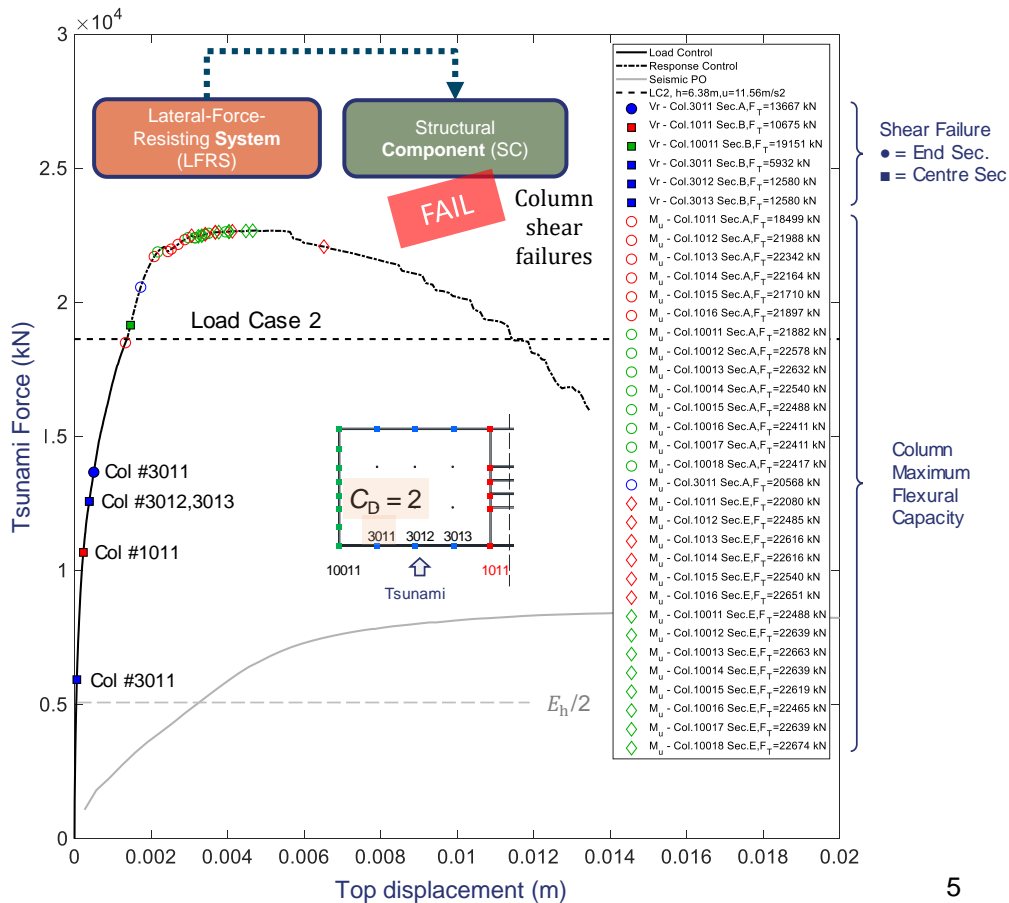 ×10⁴
3
2.5
2
1.5
1
0.5
0
0
0.002
0.004
0.006
0.008
0.01
0.012
0.014
0.016
0.018
0.02
Tsunami Force (kN)
Top displacement (m)
Lateral-Force-
Resisting System
(LFRS)
Structural
Component (SC)
FAIL
Column
shear
failures
Load Case 2
Col #3011
Col #3012,3013
Col #1011
Col #3011
C_D = 2
3011
3012
3013
10011
1011
Tsunami
E_h/2
Load Control
Response Control
Seismic PO
LC2, h=6.38m,u=11.56m/s2
Vr - Col.3011 Sec.A,F_T=13667 kN
Vr - Col.1011 Sec.B,F_T=10675 kN
Vr - Col.10011 Sec.B,F_T=19151 kN
Vr - Col.3011 Sec.B,F_T=5932 kN
Vr - Col.3012 Sec.B,F_T=12580 kN
Vr - Col.3013 Sec.B,F_T=12580 kN
M_u - Col.1011 Sec.A,F_T=18499 kN
M_u - Col.1012 Sec.A,F_T=21988 kN
M_u - Col.1013 Sec.A,F_T=22342 kN
M_u - Col.1014 Sec.A,F_T=22164 kN
M_u - Col.1015 Sec.A,F_T=21710 kN
M_u - Col.1016 Sec.A,F_T=21897 kN
M_u - Col.10011 Sec.A,F_T=21882 kN
M_u - Col.10012 Sec.A,F_T=22578 kN
M_u - Col.10013 Sec.A,F_T=22632 kN
M_u - Col.10014 Sec.A,F_T=22540 kN
M_u - Col.10015 Sec.A,F_T=22488 kN
M_u - Col.10016 Sec.A,F_T=22411 kN
M_u - Col.10017 Sec.A,F_T=22411 kN
M_u - Col.10018 Sec.A,F_T=22417 kN
M_u - Col.3011 Sec.A,F_T=20568 kN
M_u - Col.1011 Sec.E,F_T=22080 kN
M_u - Col.1012 Sec.E,F_T=22485 kN
M_u - Col.1013 Sec.E,F_T=22616 kN
M_u - Col.1014 Sec.E,F_T=22616 kN
M_u - Col.1015 Sec.E,F_T=22540 kN
M_u - Col.1016 Sec.E,F_T=22651 kN
M_u - Col.10011 Sec.E,F_T=22488 kN
M_u - Col.10012 Sec.E,F_T=22639 kN
M_u - Col.10013 Sec.E,F_T=22663 kN
M_u - Col.10014 Sec.E,F_T=22639 kN
M_u - Col.10015 Sec.E,F_T=22619 kN
M_u - Col.10016 Sec.E,F_T=22465 kN
M_u - Col.10017 Sec.E,F_T=22639 kN
M_u - Col.10018 Sec.E,F_T=22674 kN
Shear Failure
= End Sec.
= Centre Sec
Column
Maximum
Flexural
Capacity
5